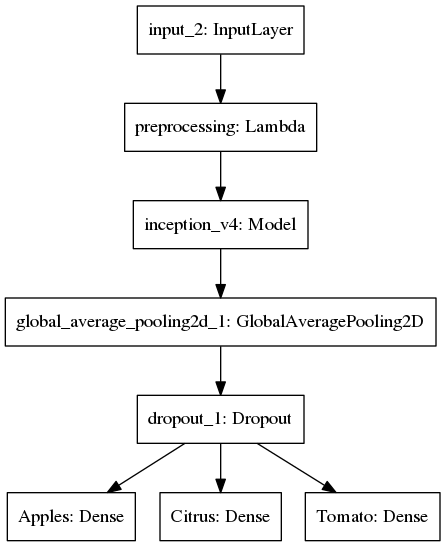 input_2: InputLayer
preprocessing: Lambda
inception_v4: Model
global_average_pooling2d_1: GlobalAveragePooling2D
dropout_1: Dropout
Apples: Dense
Citrus: Dense
Tomato: Dense